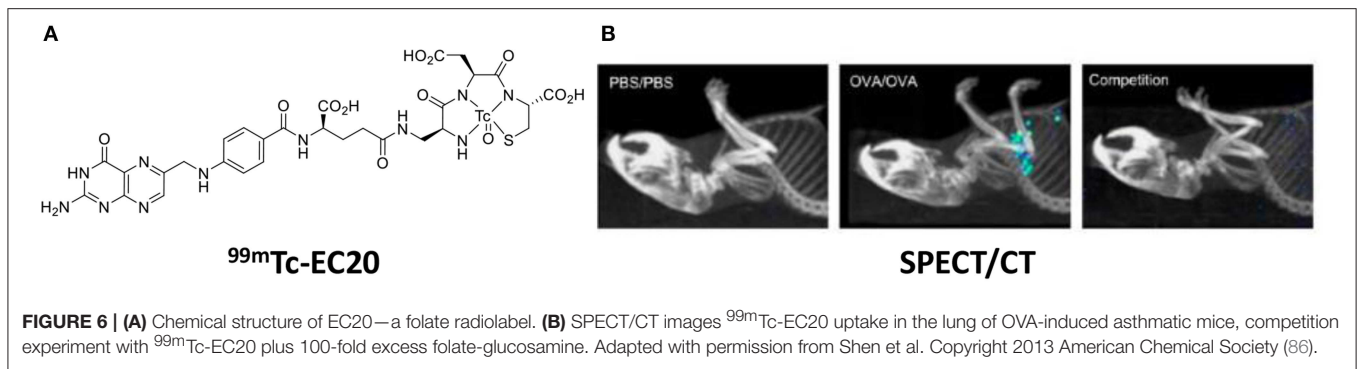 A
B
HO₂C
O
O
N
N
CO₂H
Tc
O
S
HN
O
CO₂H
O
N
H
O
H
N
O
N
H
N
HN
H₂N
N
N
PBS/PBS
OVA/OVA
Competition
⁹⁹ᵐTc-EC20
SPECT/CT
FIGURE 6 | (A) Chemical structure of EC20—a folate radiolabel. (B) SPECT/CT images ⁹⁹ᵐTc-EC20 uptake in the lung of OVA-induced asthmatic mice, competition
experiment with ⁹⁹ᵐTc-EC20 plus 100-fold excess folate-glucosamine. Adapted with permission from Shen et al. Copyright 2013 American Chemical Society (86).